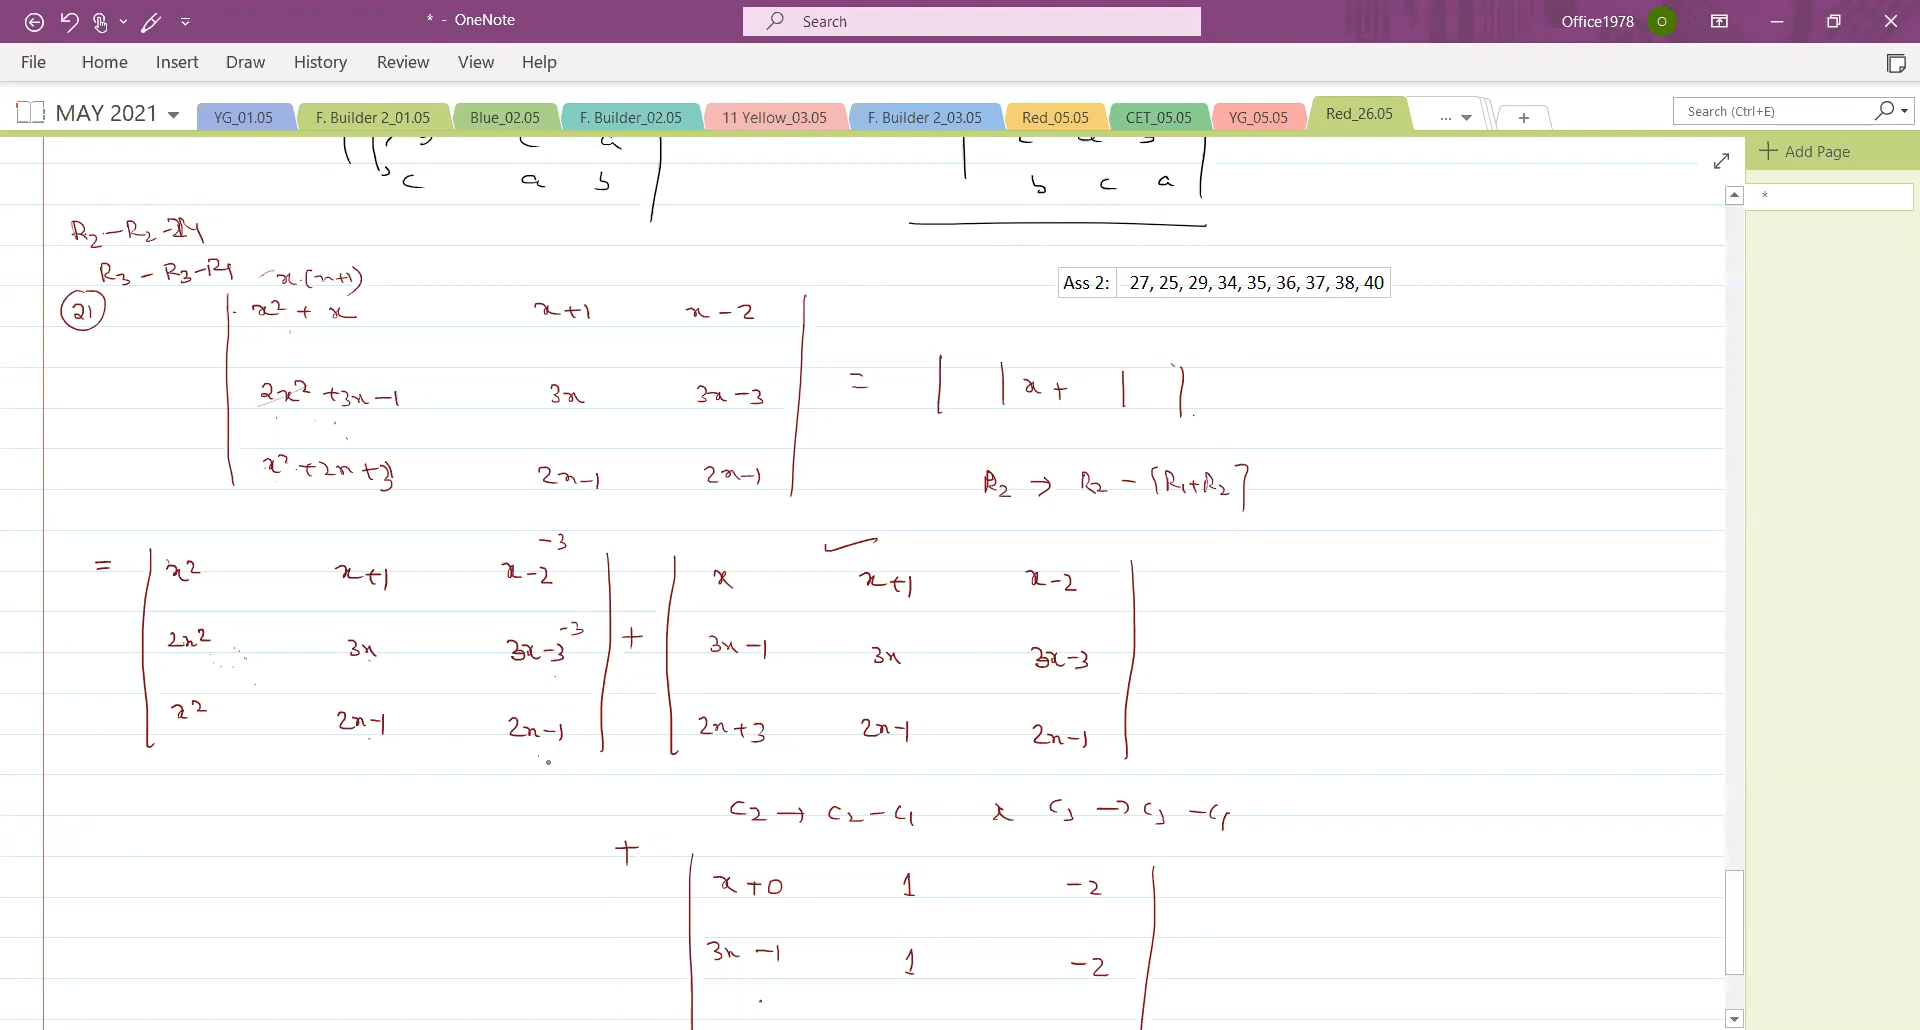 * - OneNote
Search
Office1978
O
File Home Insert Draw History Review View Help
MAY 2021
YG_01.05 F. Builder 2_01.05 Blue_02.05 F. Builder_02.05 11 Yellow_03.05 F. Builder 2_03.05 Red_05.05 CET_05.05 YG_05.05 Red_26.05 ... +
Search (Ctrl+E)
Add Page
*
c a
c a b
b c a
R2 - R2 -
R3 - R3 - R1
x.(x+1)
Ass 2: 27, 25, 29, 34, 35, 36, 37, 38, 40
21
x² + x x+1 x-2
2x² +3x-1 3x 3x-3 = | | x + | |
x² +2x+3 2x-1 2x-1
R2 → R2 - [R1+R2]
-3
= x² x+1 x-2 x x+1 x-2
-3
2x² 3x 3x-3 + 3x-1 3x 3x-3
x² 2x-1 2x-1 2x+3 2x-1 2x-1
C2 → C2 - C1 C3 → C3 - C1
+
x+0 1 -2
3x -1 1 -2